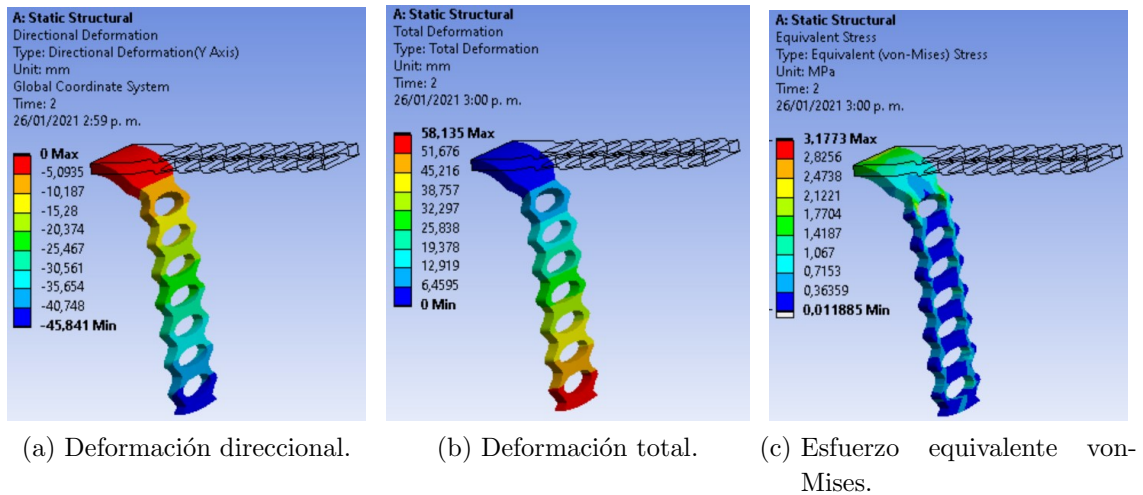 A: Static Structural
Directional Deformation
Type: Directional Deformation(Y Axis)
Unit: mm
Global Coordinate System
Time: 2
26/01/2021 2:59 p. m.
0 Max
-5,0935
-10,187
-15,28
-20,374
-25,467
-30,561
-35,654
-40,748
-45,841 Min
(a) Deformación direccional.
A: Static Structural
Total Deformation
Type: Total Deformation
Unit: mm
Time: 2
26/01/2021 3:00 p. m.
58,135 Max
51,676
45,216
38,757
32,297
25,838
19,378
12,919
6,4595
0 Min
(b) Deformación total.
A: Static Structural
Equivalent Stress
Type: Equivalent (von-Mises) Stress
Unit: MPa
Time: 2
26/01/2021 3:00 p. m.
3,1773 Max
2,8256
2,4738
2,1221
1,7704
1,4187
1,067
0,7153
0,36359
0,011885 Min
(c) Esfuerzo equivalente von-
Mises.